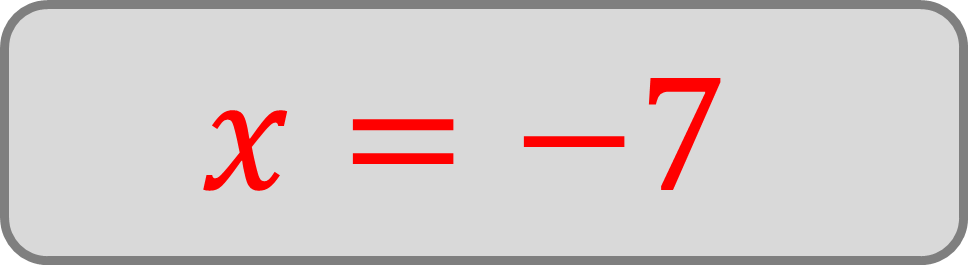 x = −7